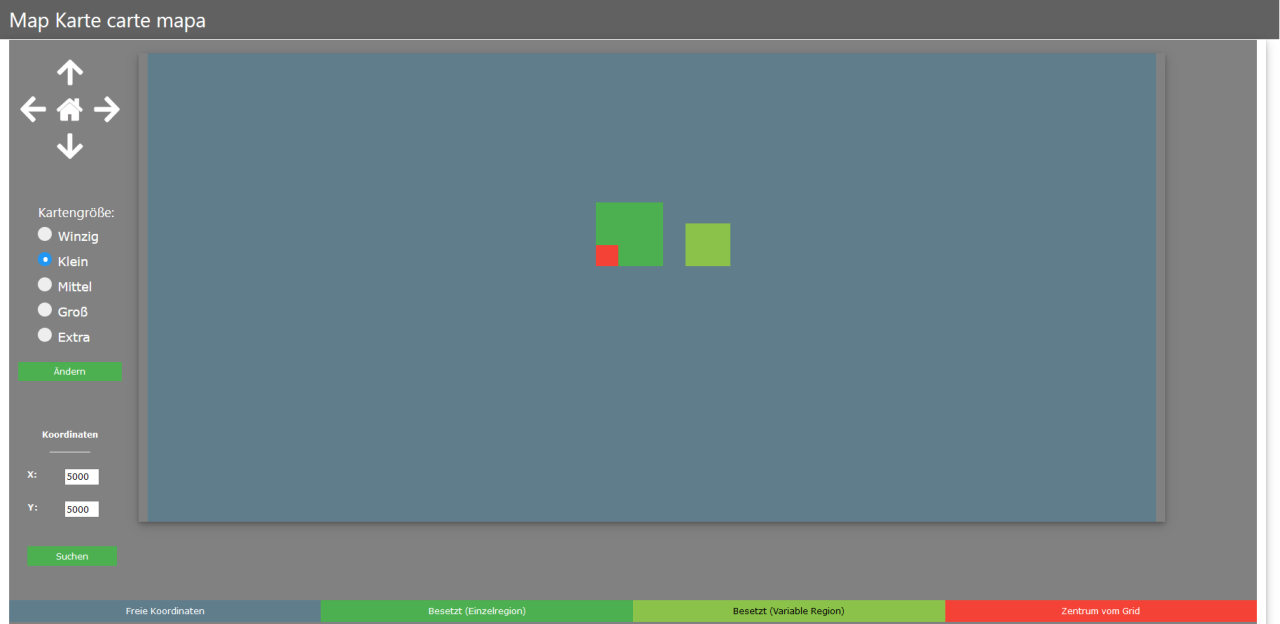 Map Karte carte mapa
Kartengröße:
Winzig
Klein
Mittel
Groß
Extra
Ändern
Koordinaten
X: 5000
Y: 5000
Suchen
Freie Koordinaten
Besetzt (Einzelregion)
Besetzt (Variable Region)
Zentrum vom Grid